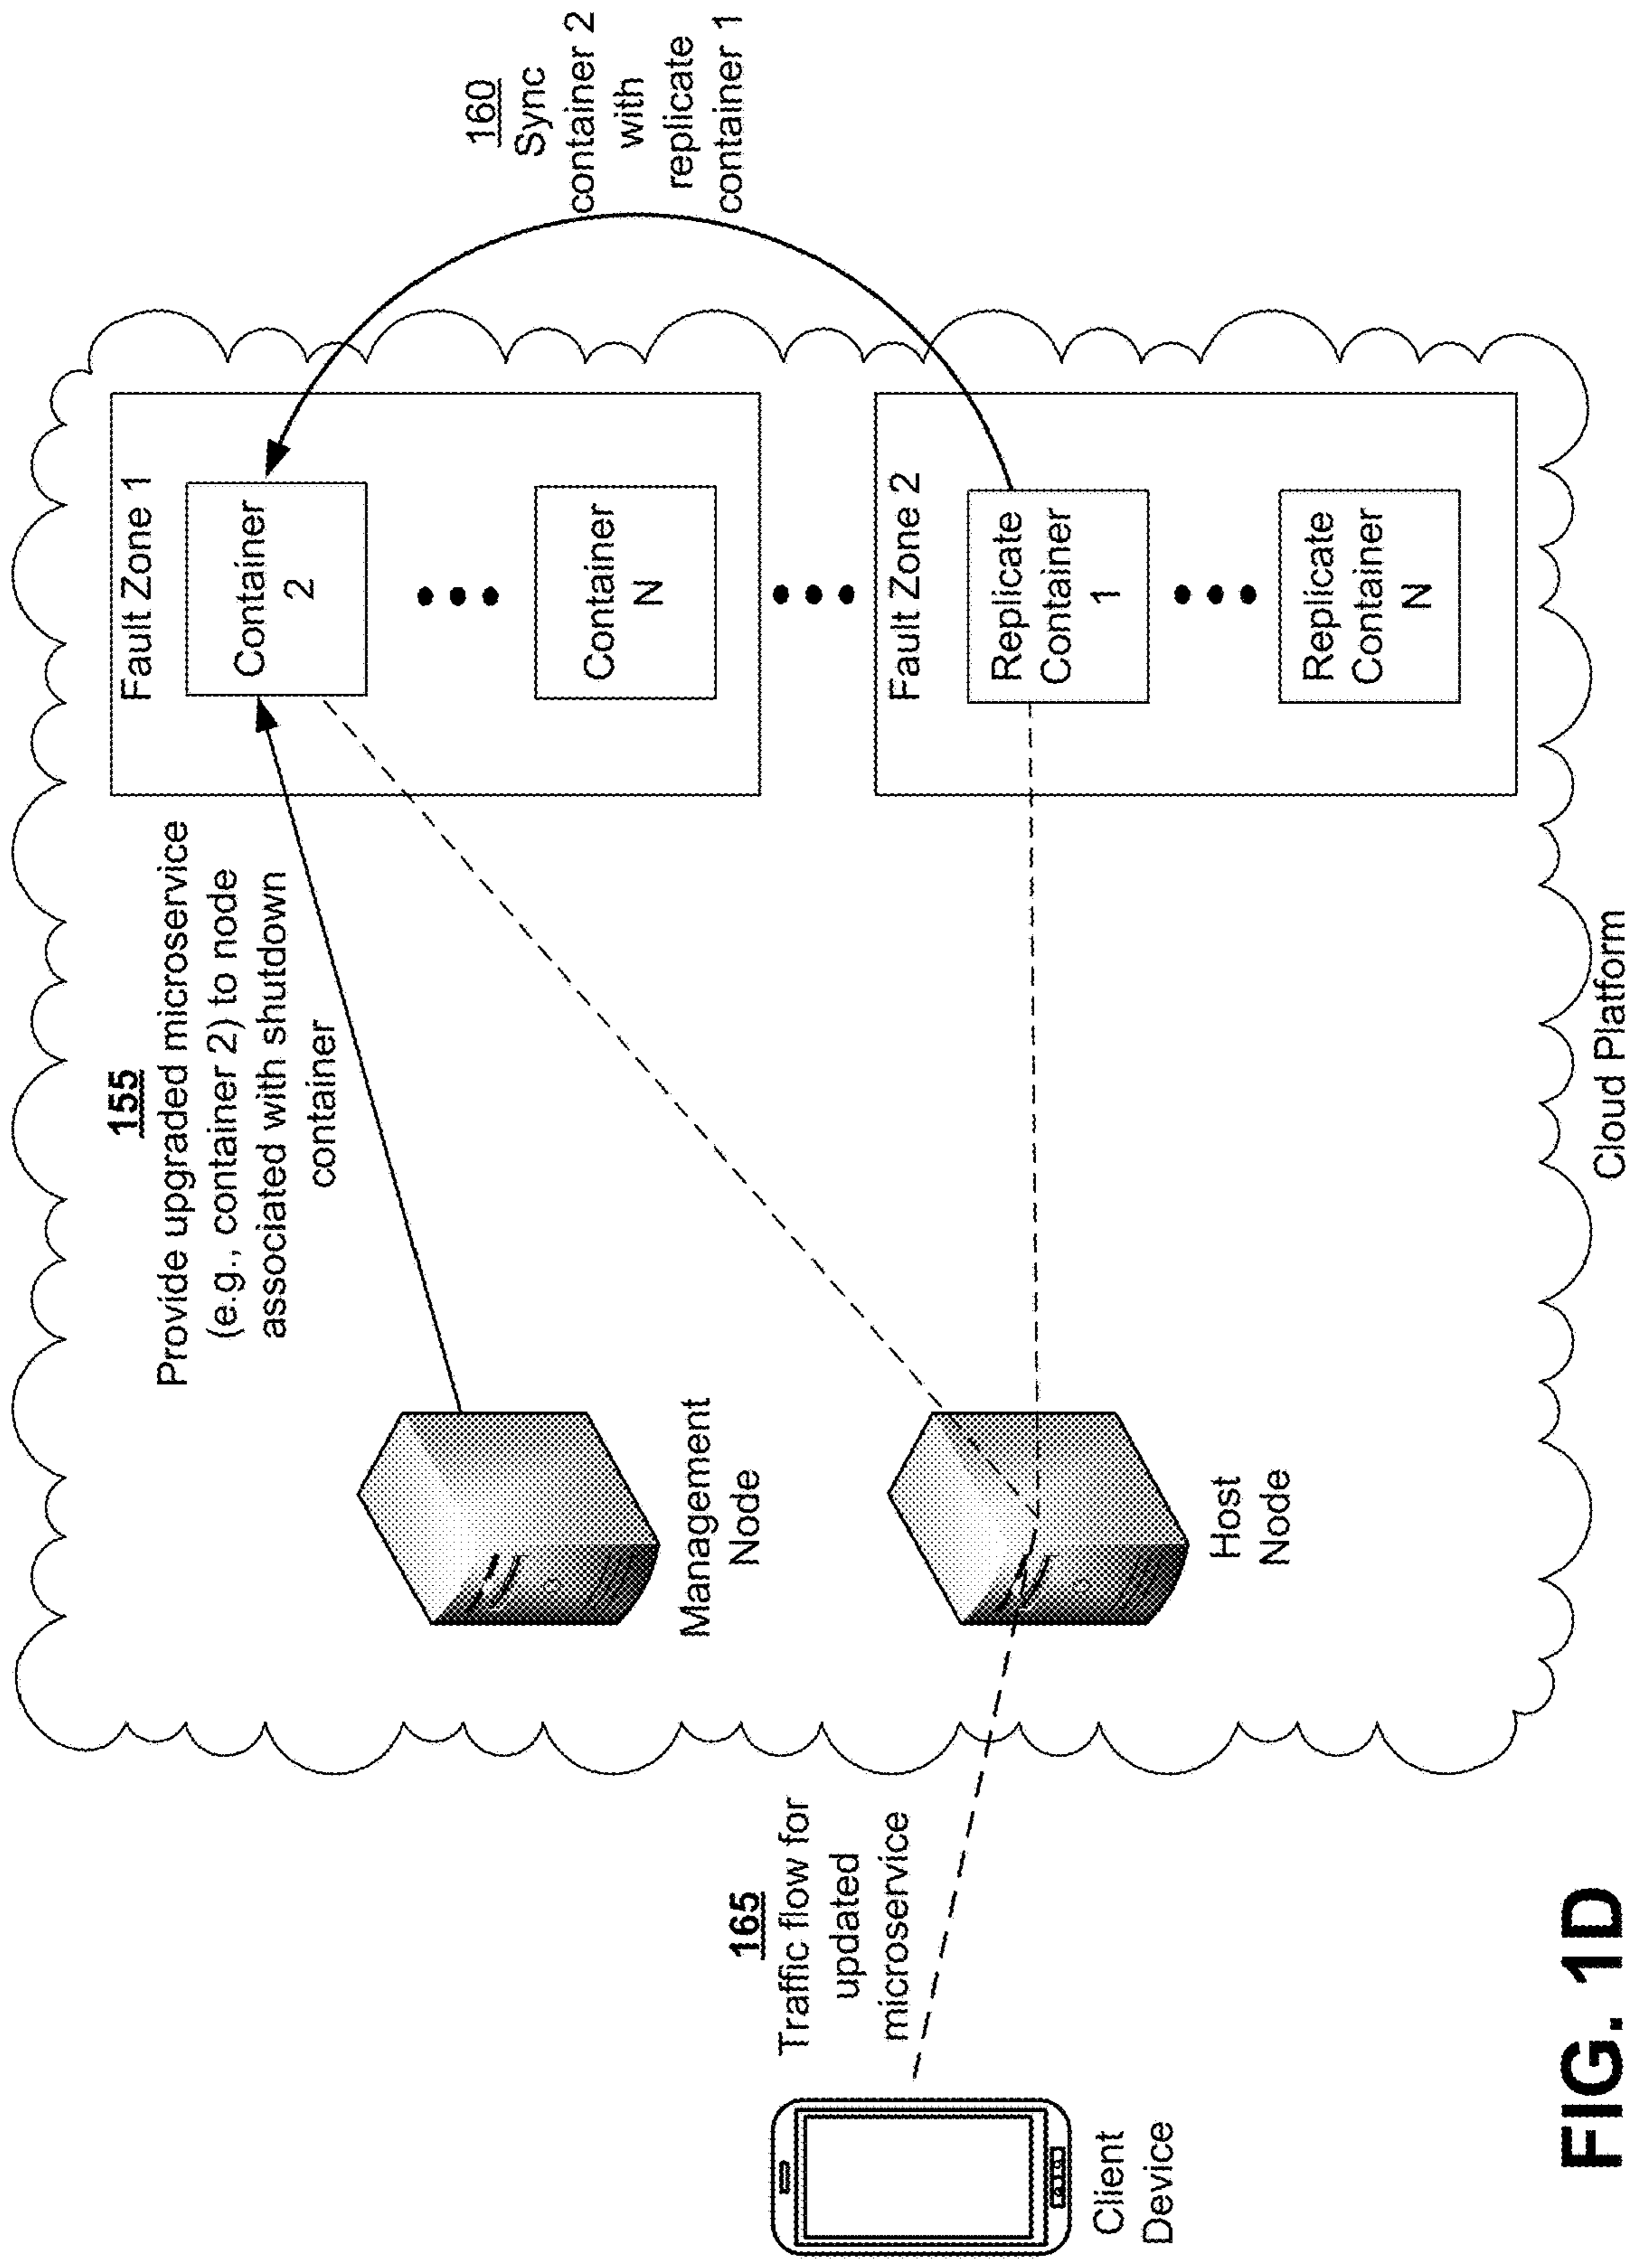 155
Provide upgraded microservice
(e.g., container 2) to node
associated with shutdown
container
Fault Zone 1
Container
2
Container
N
160
Sync
container 2
with
replicate
container 1
Management
Node
165
Traffic flow for
updated
microservice
Fault Zone 2
Replicate
Container
1
Replicate
Container
N
Client
Device
Host
Node
Cloud Platform
FIG. 1D